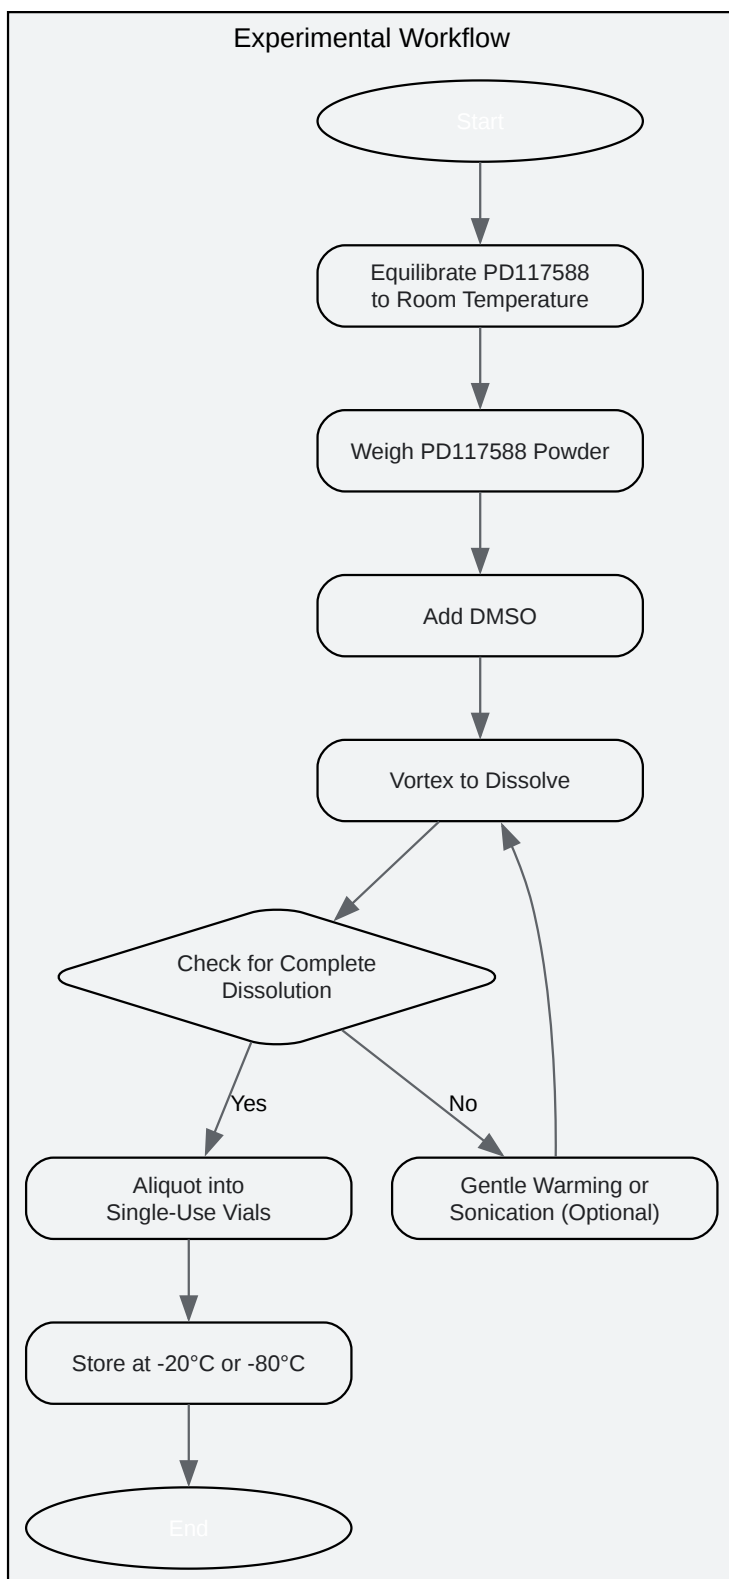 Experimental Workflow
Start
Equilibrate PD117588
to Room Temperature
Weigh PD117588 Powder
Add DMSO
Vortex to Dissolve
Check for Complete
Dissolution
Yes
No
Aliquot into
Single-Use Vials
Gentle Warming or
Sonication (Optional)
Store at -20°C or -80°C
End